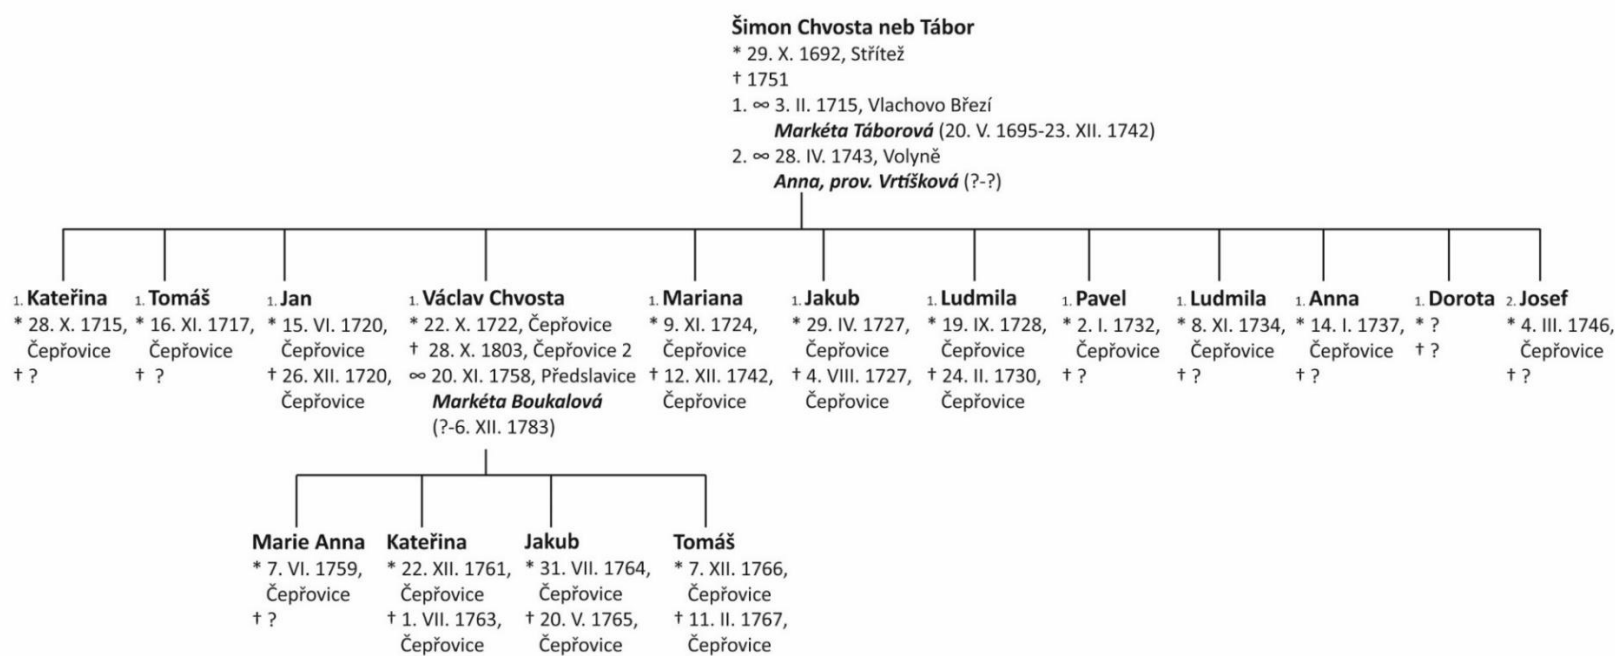 Šimon Chvosta neb Tábor
* 29. X. 1692, Střítež
† 1751
1. ∞ 3. II. 1715, Vlachovo Březí
Markéta Táborová (20. V. 1695-23. XII. 1742)
2. ∞ 28. IV. 1743, Volyně
Anna, prov. Vrtíšková (?-?)
1. Kateřina
* 28. X. 1715,
Čepřovice
† ?
1. Tomáš
* 16. XI. 1717,
Čepřovice
† ?
1. Jan
* 15. VI. 1720,
Čepřovice
† 26. XII. 1720,
Čepřovice
1. Václav Chvosta
* 22. X. 1722, Čepřovice
† 28. X. 1803, Čepřovice 2
∞ 20. XI. 1758, Předslavice
Markéta Boukalová
(?-6. XII. 1783)
1. Mariana
* 9. XI. 1724,
Čepřovice
† 12. XII. 1742,
Čepřovice
1. Jakub
* 29. IV. 1727,
Čepřovice
† 4. VIII. 1727,
Čepřovice
1. Ludmila
* 19. IX. 1728,
Čepřovice
† 24. II. 1730,
Čepřovice
1. Pavel
* 2. I. 1732,
Čepřovice
† ?
1. Ludmila
* 8. XI. 1734,
Čepřovice
† ?
1. Anna
* 14. I. 1737,
Čepřovice
† ?
1. Dorota
* ?
† ?
2. Josef
* 4. III. 1746,
Čepřovice
† ?
Marie Anna
* 7. VI. 1759,
Čepřovice
† ?
Kateřina
* 22. XII. 1761,
Čepřovice
† 1. VII. 1763,
Čepřovice
Jakub
* 31. VII. 1764,
Čepřovice
† 20. V. 1765,
Čepřovice
Tomáš
* 7. XII. 1766,
Čepřovice
† 11. II. 1767,
Čepřovice